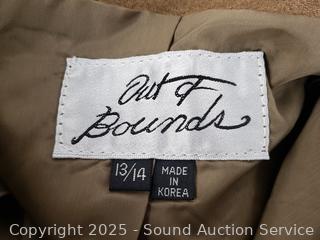 Out of
Bounds
13/14
MADE
IN
KOREA
Copyright 2025 - Sound Auction Service